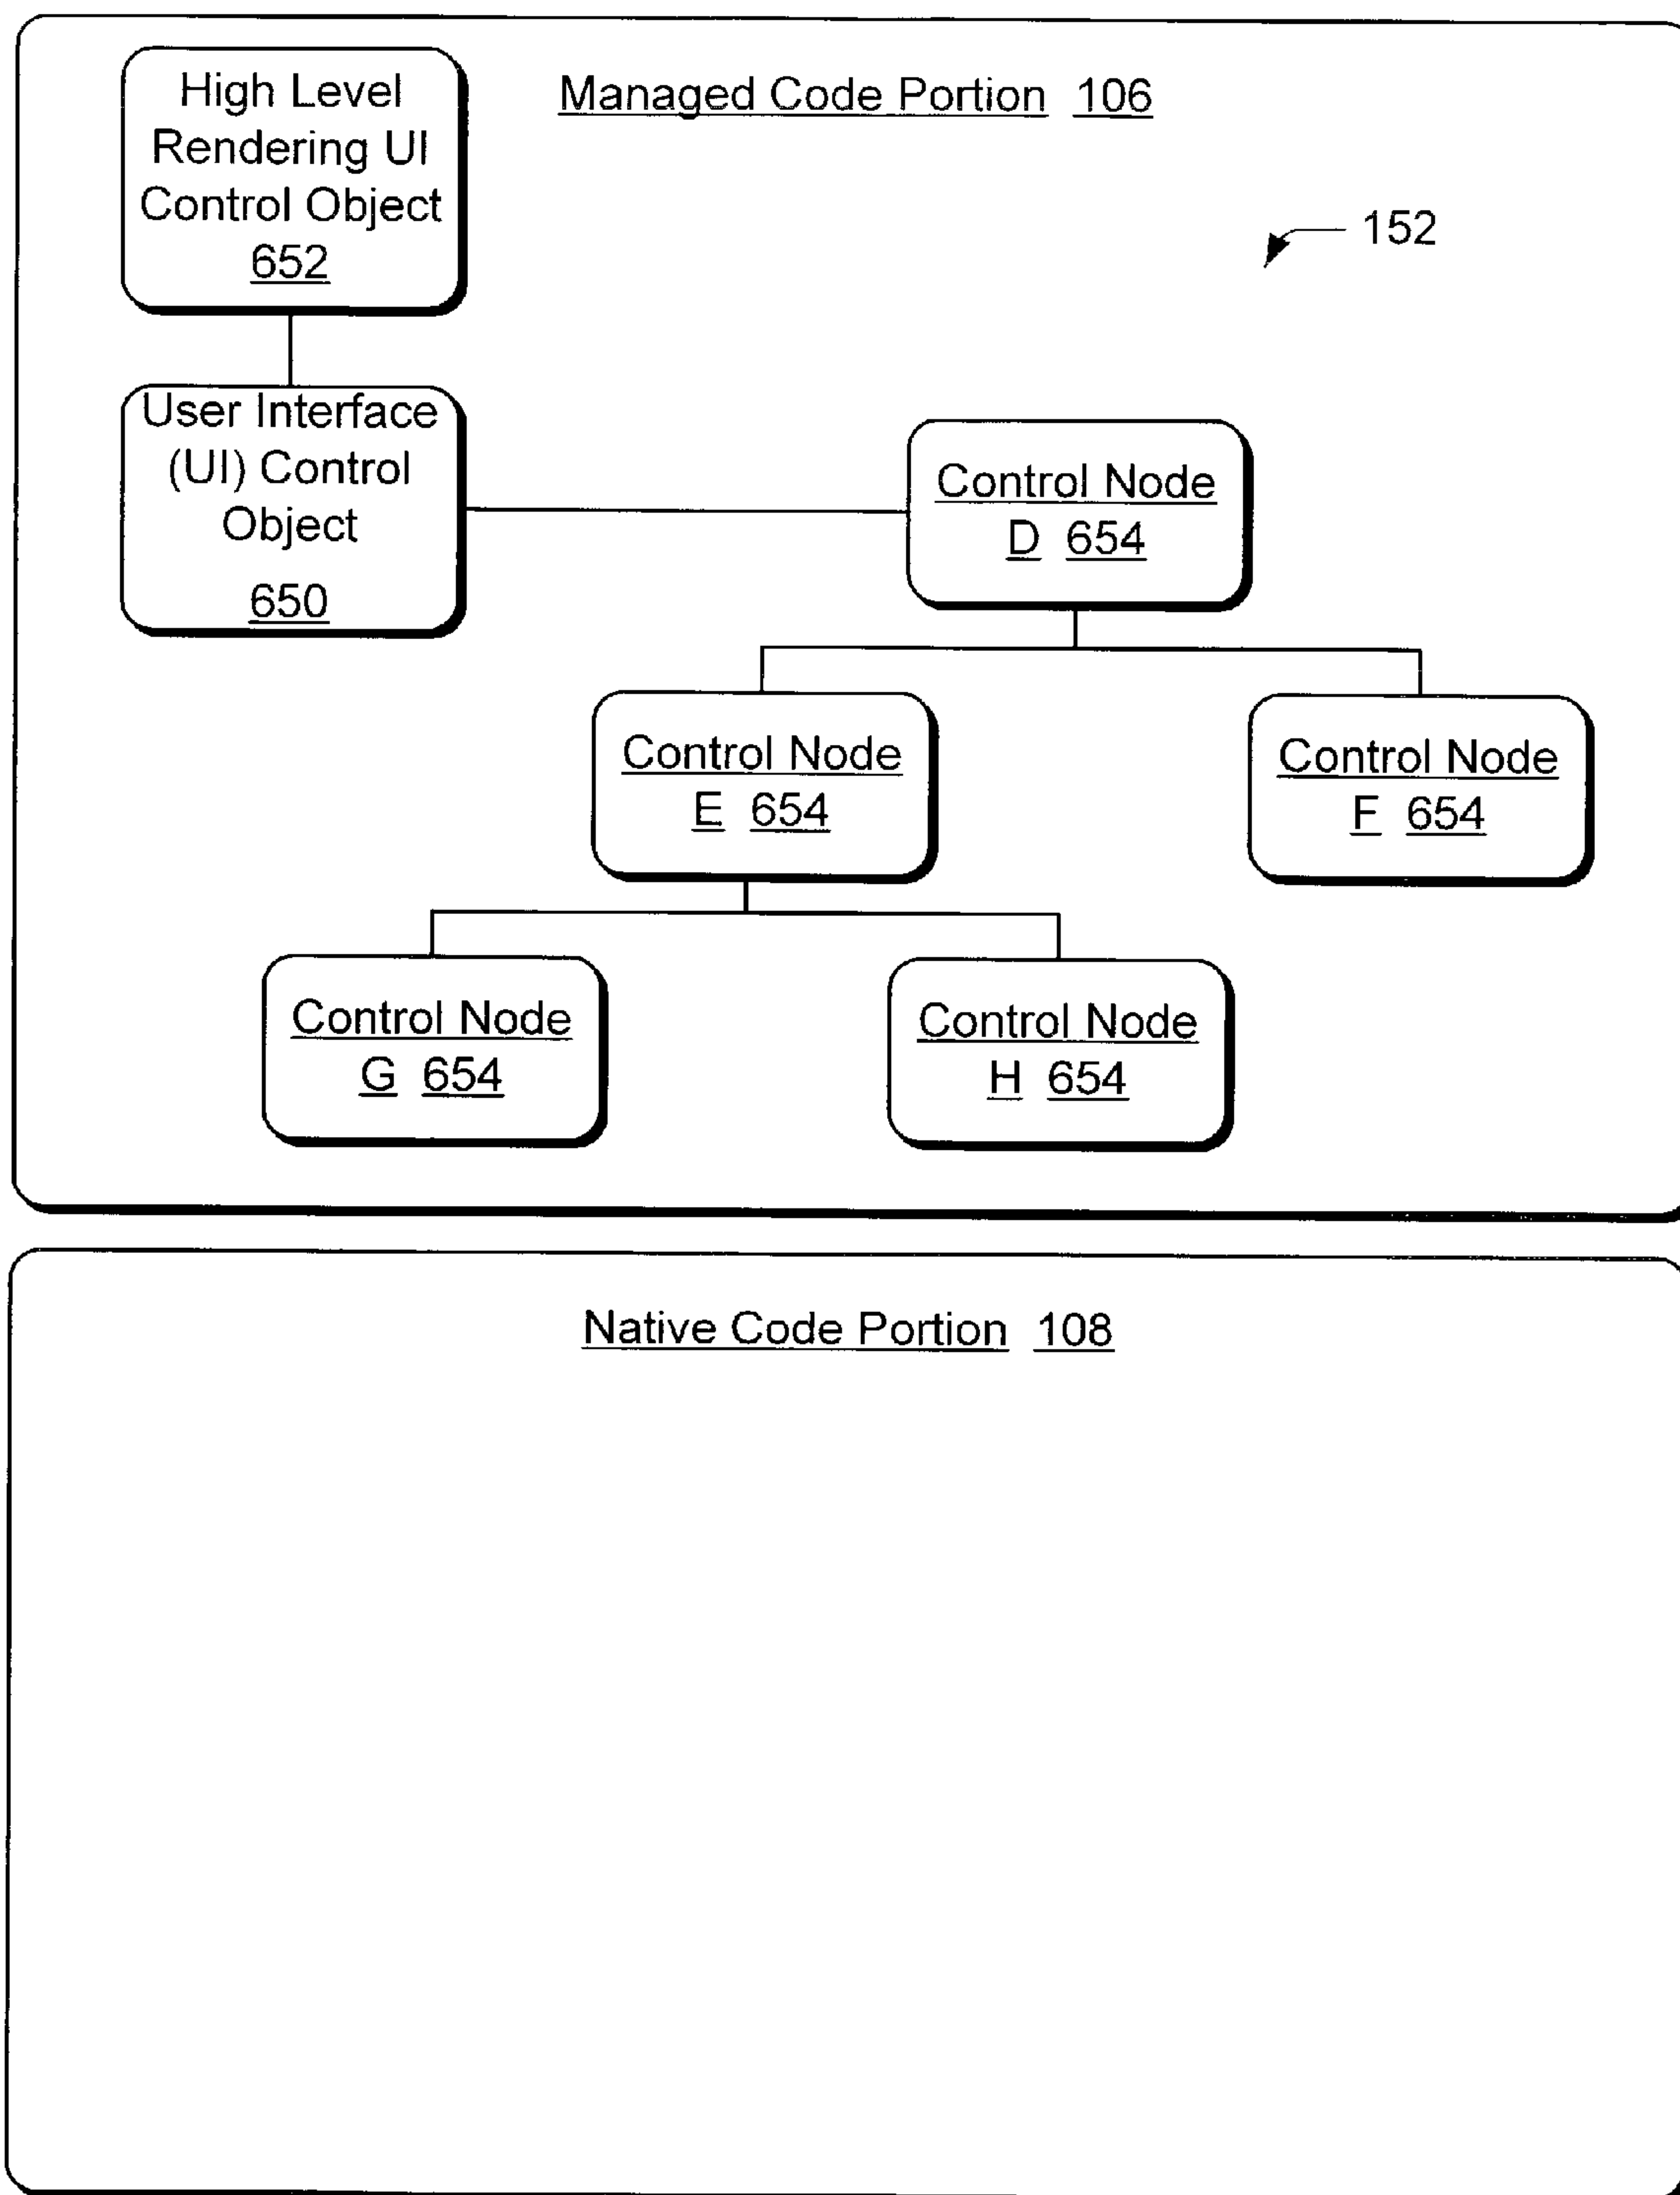 High Level
Rendering UI
Control Object
652
Managed Code Portion 106
152
User Interface
(UI) Control
Object
650
Control Node
D 654
Control Node
E 654
Control Node
F 654
Control Node
G 654
Control Node
H 654
Native Code Portion 108